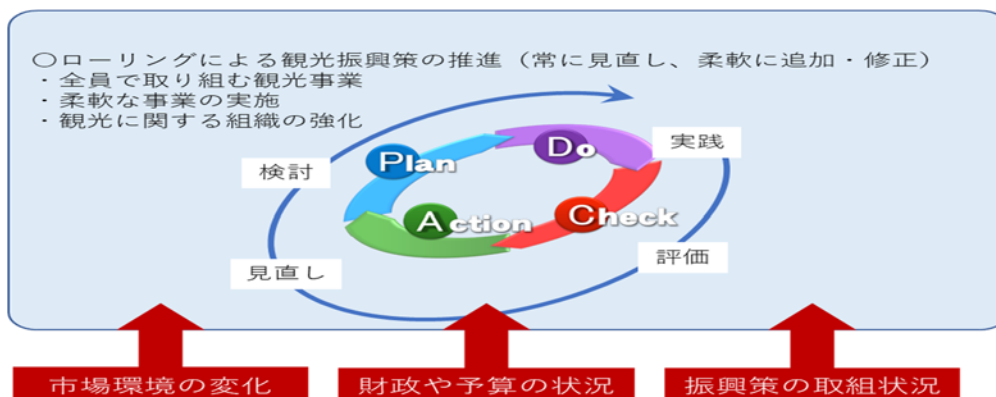 ○ローリングによる観光振興策の推進（常に見直し、柔軟に追加・修正）
・全員で取り組む観光事業
・柔軟な事業の実施
・観光に関する組織の強化
検討
Plan
Do
実践
Action
Check
見直し
評価
市場環境の変化
財政や予算の状況
振興策の取組状況